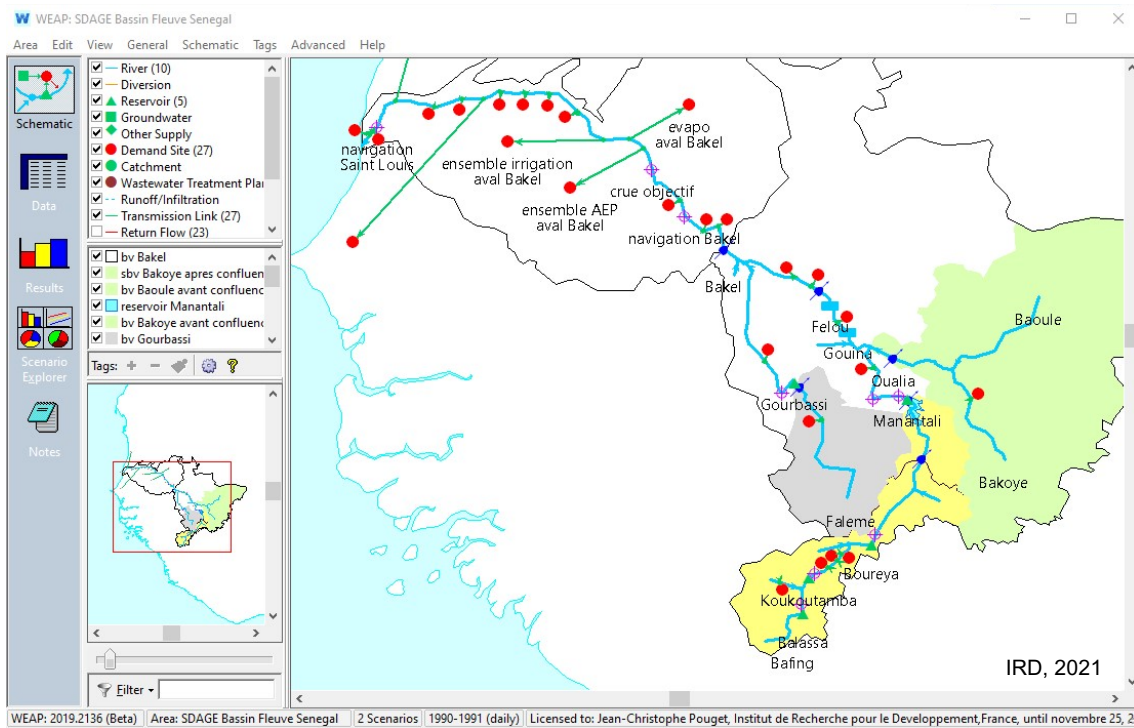 WEAP: SDAGE Bassin Fleuve Senegal
Area Edit View General Schematic Tags Advanced Help
Schematic
Data
Results
Scenario
Explorer
Notes
River (10)
Diversion
Reservoir (5)
Groundwater
Other Supply
Demand Site (27)
Catchment
Wastewater Treatment Pla
Runoff/Infiltration
Transmission Link (27)
Return Flow (23)
bv Bakel
sbv Bakoye apres confluen
bv Baoule avant confluenc
reservoir Manantali
bv Bakoye avant confluenc
bv Gourbassi
Tags:
Filter
navigation
Saint Louis
evapo
aval Bakel
ensemble irrigation
aval Bakel
crue objectif
ensemble AEP
aval Bakel
navigation Bakel
Bakel
Baoule
Felou
Gouina
Oualia
Gourbassi
Manantali
Bakoye
Faleme
Boureya
Koukoutamba
Balassa
Bafing
IRD, 2021
WEAP: 2019.2136 (Beta) Area: SDAGE Bassin Fleuve Senegal 2 Scenarios 1990-1991 (daily) Licensed to: Jean-Christophe Pouget, Institut de Recherche pour le Developpement,France, until novembre 25, 2